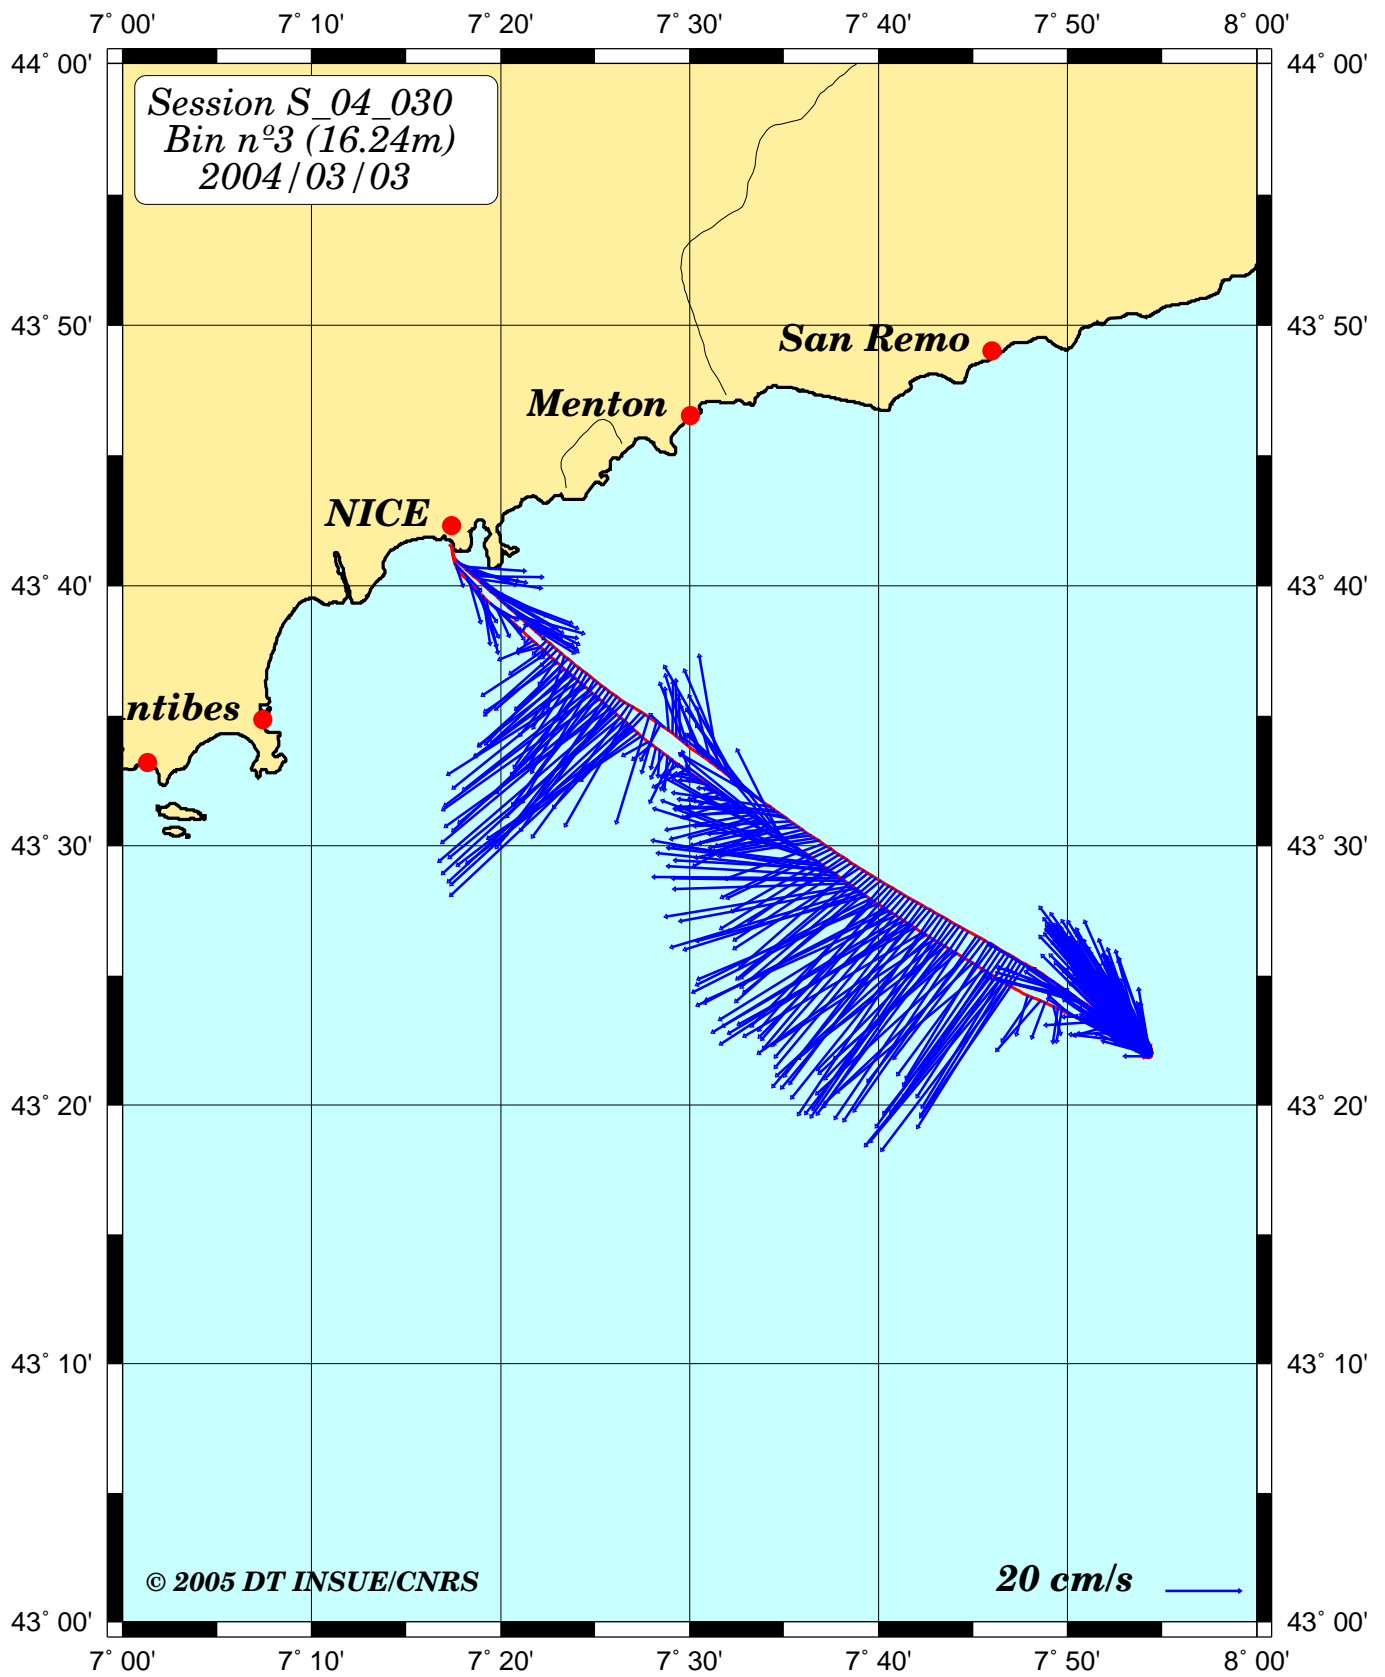 7° 00' 7° 10' 7° 20' 7° 30' 7° 40' 7° 50' 8° 00'
44° 00' 44° 00'
Session S_04_030
Bin nº3 (16.24m)
2004/03/03
43° 50' 43° 50'
San Remo
Menton
NICE
43° 40' 43° 40'
ntibes
43° 30' 43° 30'
43° 20' 43° 20'
43° 10' 43° 10'
© 2005 DT INSUE/CNRS
20 cm/s
43° 00' 43° 00'
7° 00' 7° 10' 7° 20' 7° 30' 7° 40' 7° 50' 8° 00'